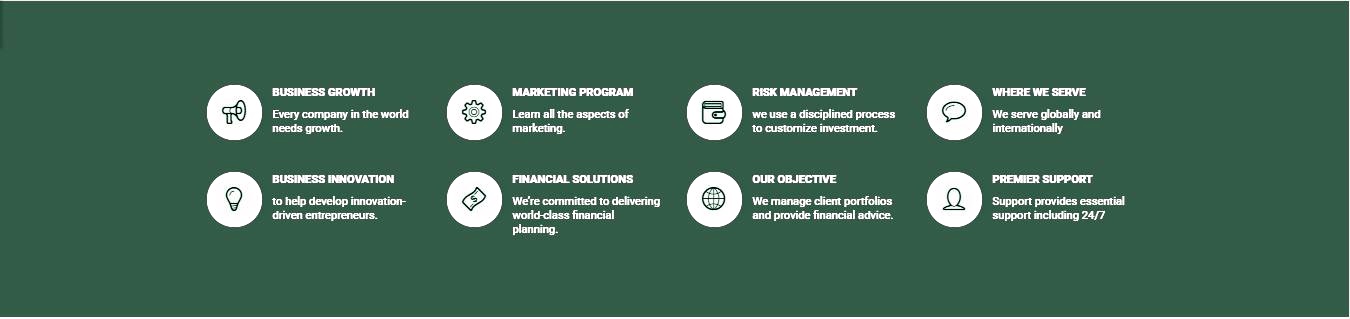 BUSINESS GROWTH
Every company in the world
needs growth.
MARKETING PROGRAM
Learn all the aspects of
marketing.
RISK MANAGEMENT
we use a disciplined process
to customize investment.
WHERE WE SERVE
We serve globally and
internationally
BUSINESS INNOVATION
to help develop innovation-
driven entrepreneurs.
FINANCIAL SOLUTIONS
We're committed to delivering
world-class financial
planning.
OUR OBJECTIVE
We manage client portfolios
and provide financial advice.
PREMIER SUPPORT
Support provides essential
support including 24/7